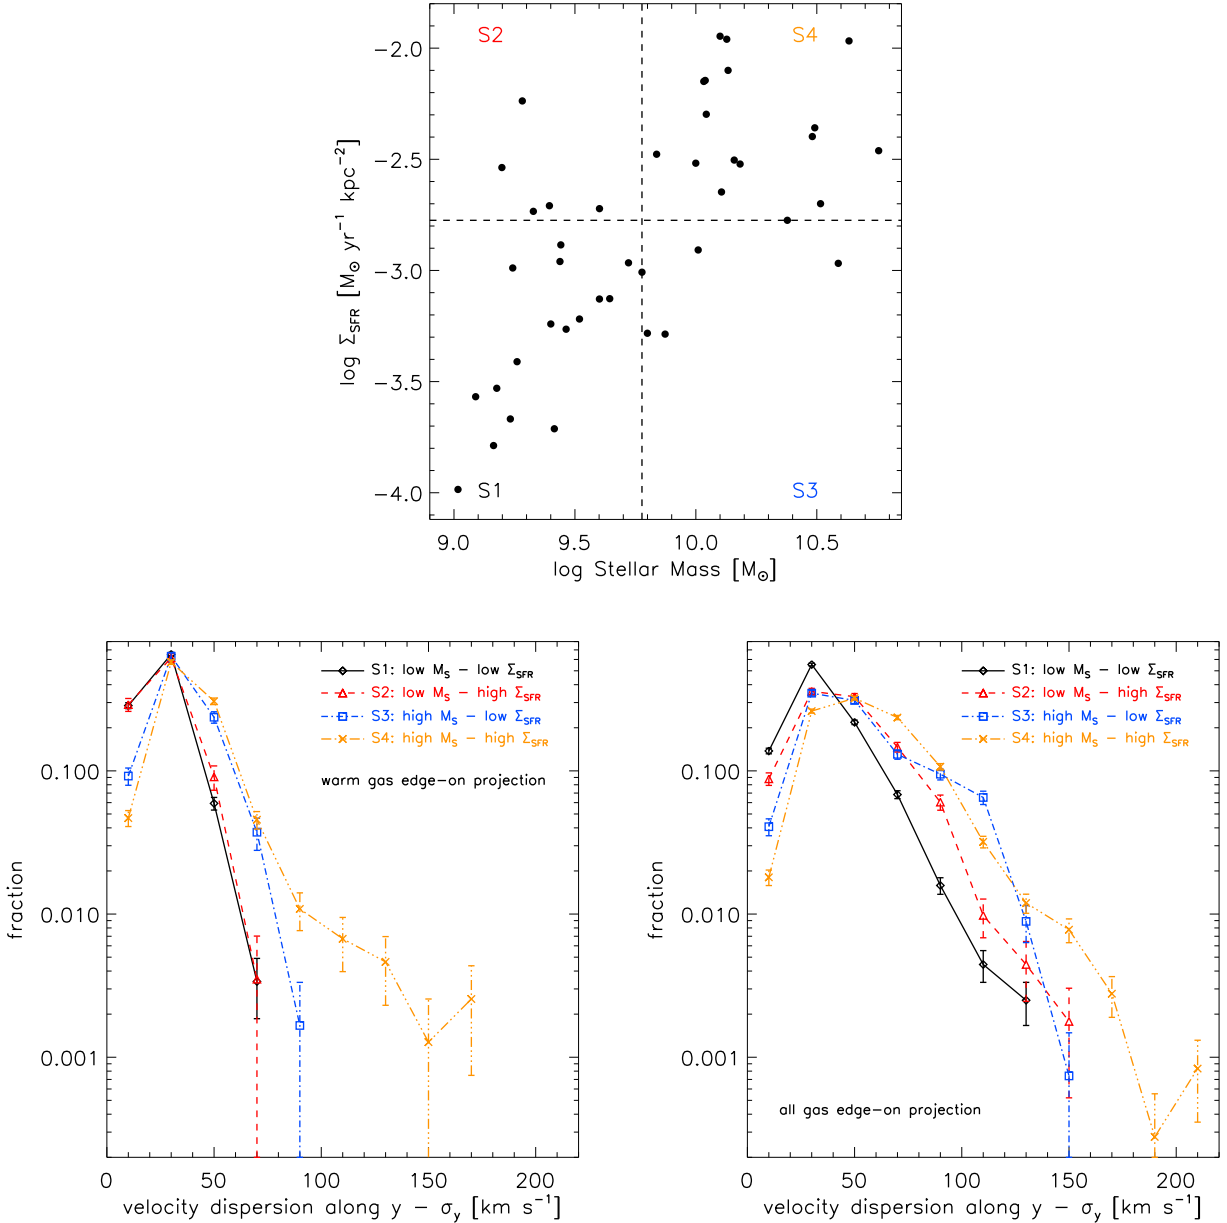 S2
S4
−2.0
−2.5
−3.0
−3.5
−4.0
log Σ_SFR [M⊙ yr⁻¹ kpc⁻²]
S1
S3
9.0 9.5 10.0 10.5
log Stellar Mass [M⊙]
S1: low M_S − low Σ_SFR
S2: low M_S − high Σ_SFR
S3: high M_S − low Σ_SFR
S4: high M_S − high Σ_SFR
warm gas edge−on projection
0.100
0.010
0.001
fraction
0 50 100 150 200
velocity dispersion along y − σ_y [km s⁻¹]
S1: low M_S − low Σ_SFR
S2: low M_S − high Σ_SFR
S3: high M_S − low Σ_SFR
S4: high M_S − high Σ_SFR
0.100
0.010
0.001
fraction
all gas edge−on projection
0 50 100 150 200
velocity dispersion along y − σ_y [km s⁻¹]